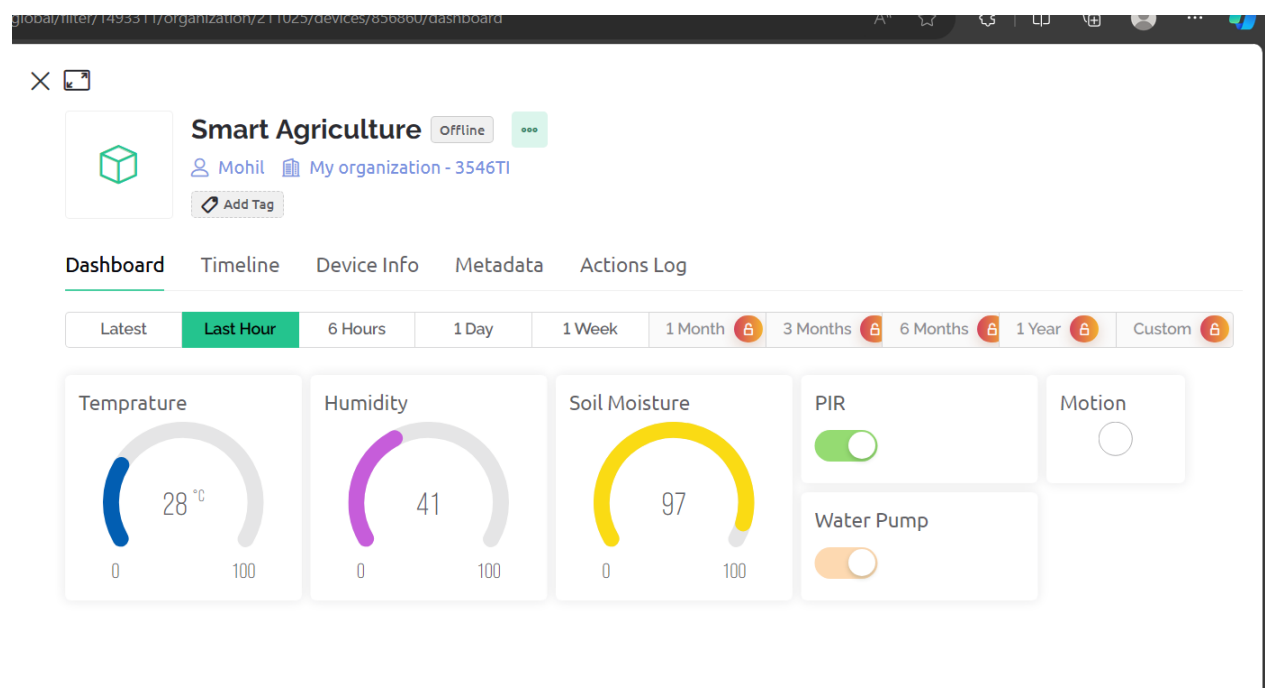 global/filter/1493311/organization/211025/devices/856860/dashboard
Smart Agriculture Offline
Mohil My organization - 3546TI
Add Tag
Dashboard Timeline Device Info Metadata Actions Log
Latest Last Hour 6 Hours 1 Day 1 Week 1 Month 3 Months 6 Months 1 Year Custom
Temprature Humidity Soil Moisture PIR Motion
28 °C 41 97
Water Pump
0 100 0 100 0 100